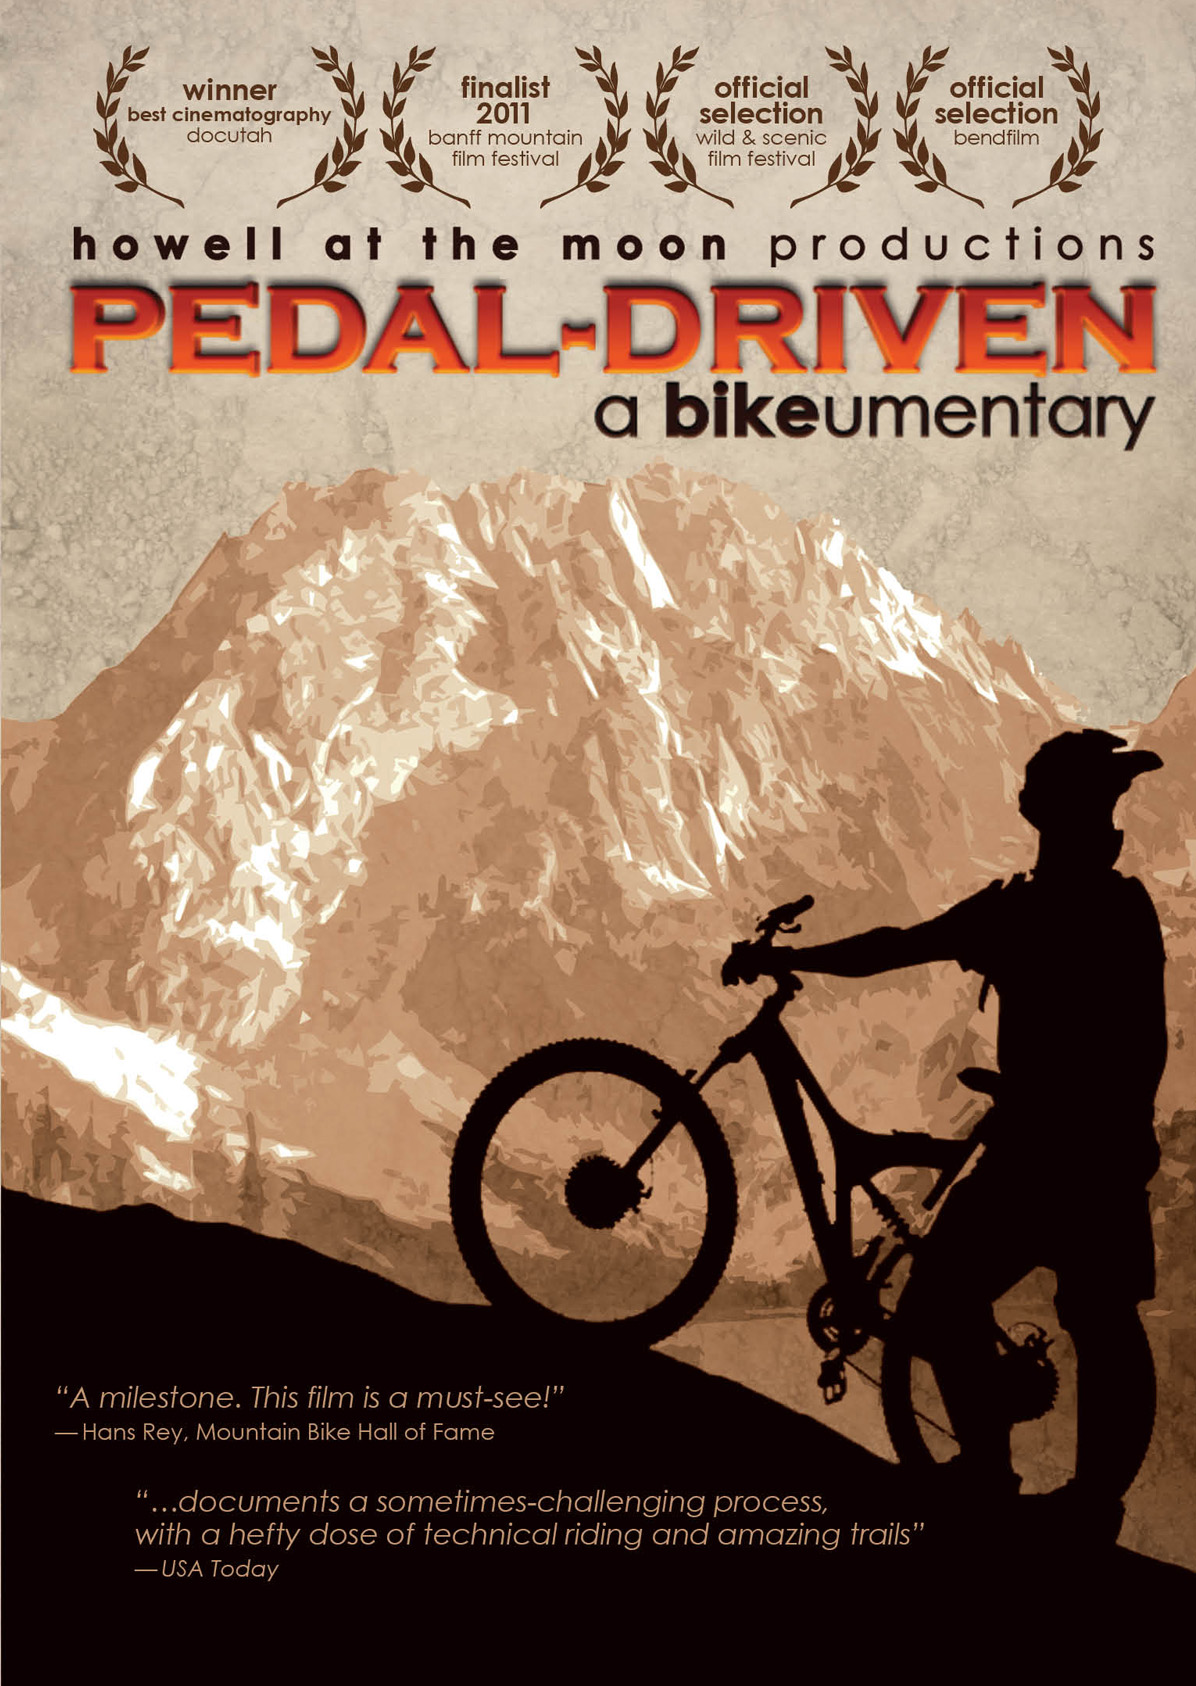 winner
best cinematography
docutah
finalist
2011
banff mountain
film festival
official
selection
wild & scenic
film festival
official
selection
bendfilm
howell at the moon productions
PEDAL-DRIVEN
a bikeumentary
“A milestone. This film is a must-see!”
— Hans Rey, Mountain Bike Hall of Fame
“...documents a sometimes-challenging process,
with a hefty dose of technical riding and amazing trails”
— USA Today